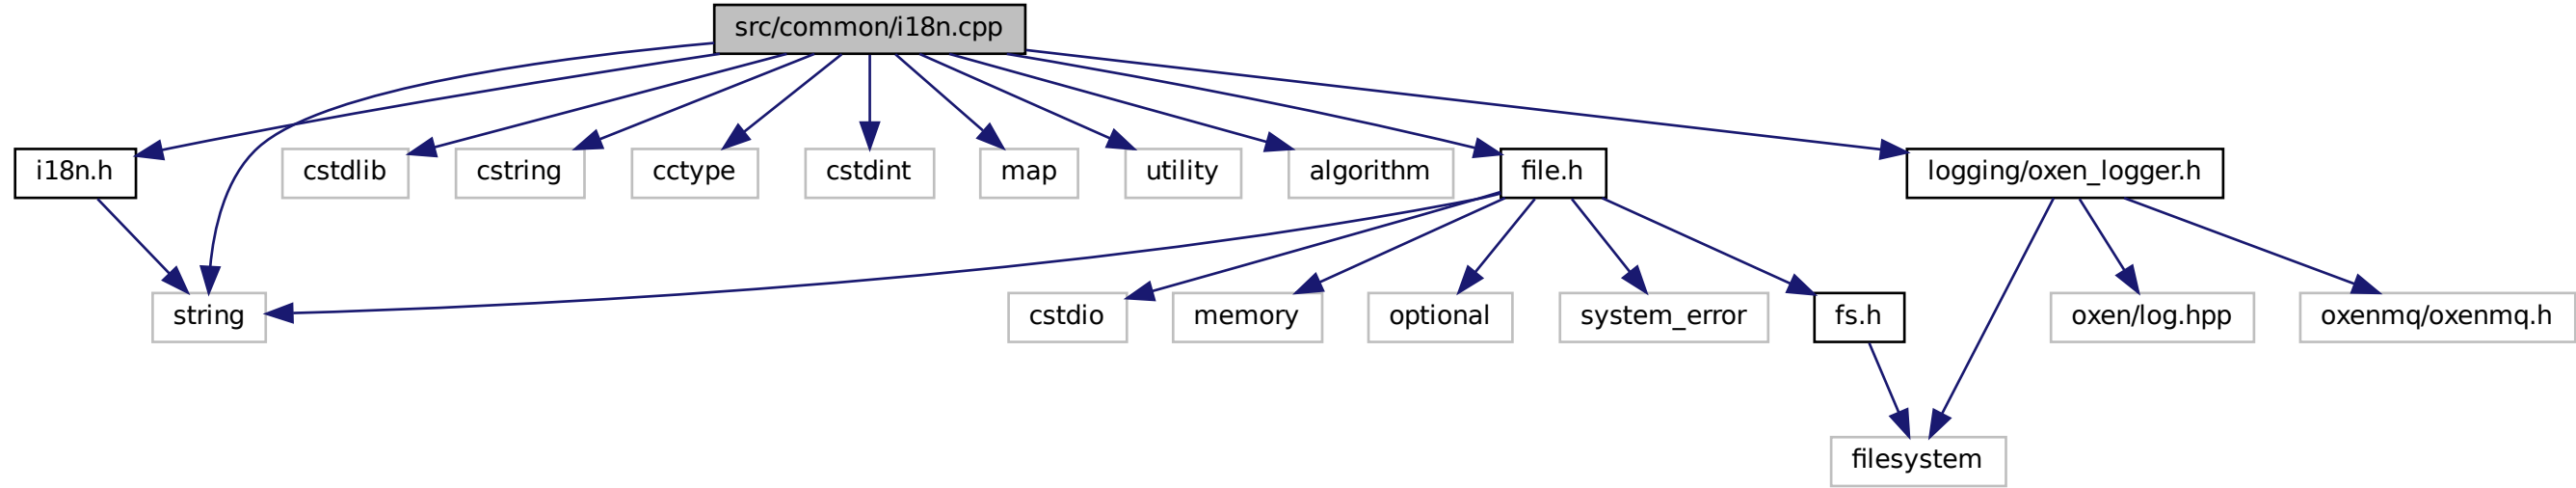 src/common/i18n.cpp
i18n.h
cstdlib
cstring
cctype
cstdint
map
utility
algorithm
file.h
logging/oxen_logger.h
string
cstdio
memory
optional
system_error
fs.h
oxen/log.hpp
oxenmq/oxenmq.h
filesystem